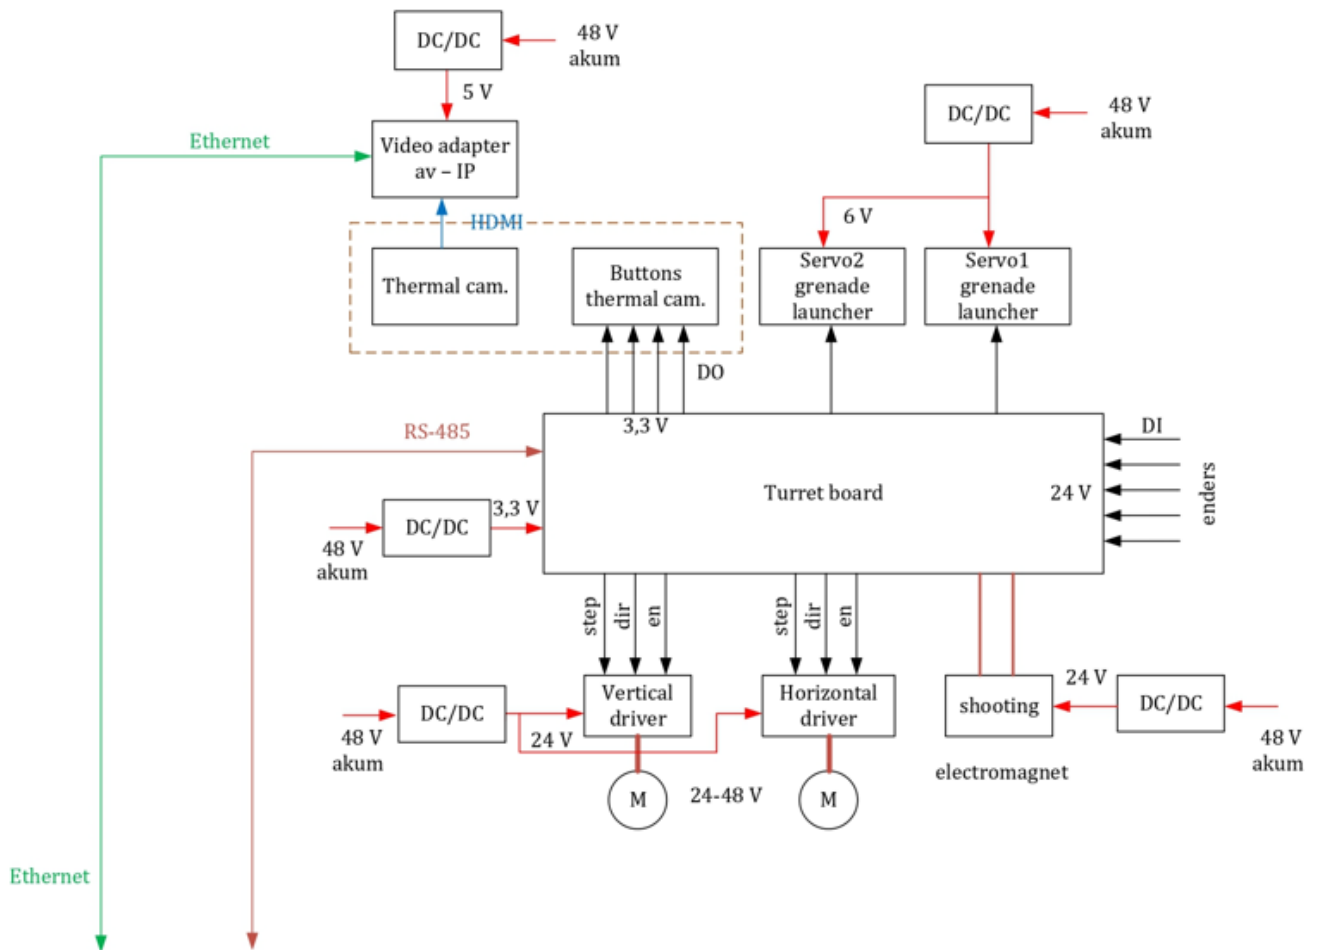 DC/DC
48 V
akum
5 V
DC/DC
48 V
akum
Ethernet
Video adapter
av – IP
HDMI
6 V
Thermal cam.
Buttons
thermal cam.
Servo2
grenade
launcher
Servo1
grenade
launcher
DO
RS-485
3,3 V
DI
Turret board
24 V
enders
DC/DC
3,3 V
48 V
akum
step
dir
en
step
dir
en
DC/DC
48 V
akum
24 V
Vertical
driver
Horizontal
driver
shooting
24 V
DC/DC
48 V
akum
electromagnet
M
24-48 V
M
Ethernet